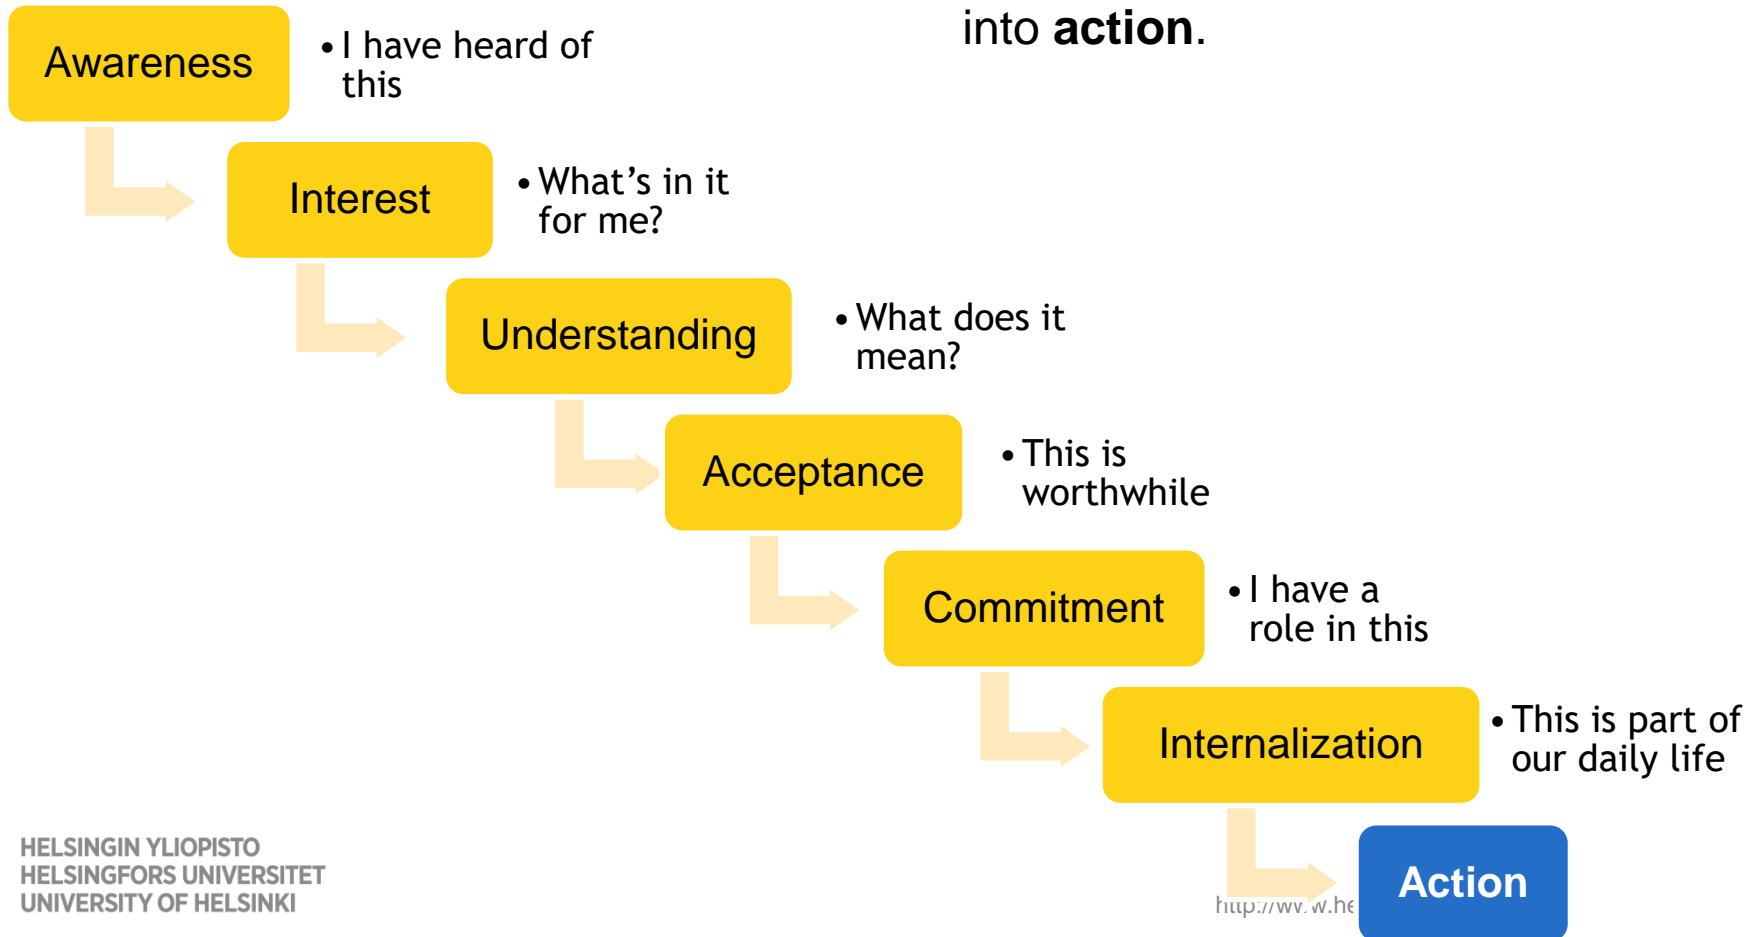 into action.
Awareness
• I have heard of
this
Interest
• What's in it
for me?
Understanding
• What does it
mean?
Acceptance
• This is
worthwhile
Commitment
• I have a
role in this
Internalization
• This is part of
our daily life
Action
HELSINGIN YLIOPISTO
HELSINGFORS UNIVERSITET
UNIVERSITY OF HELSINKI